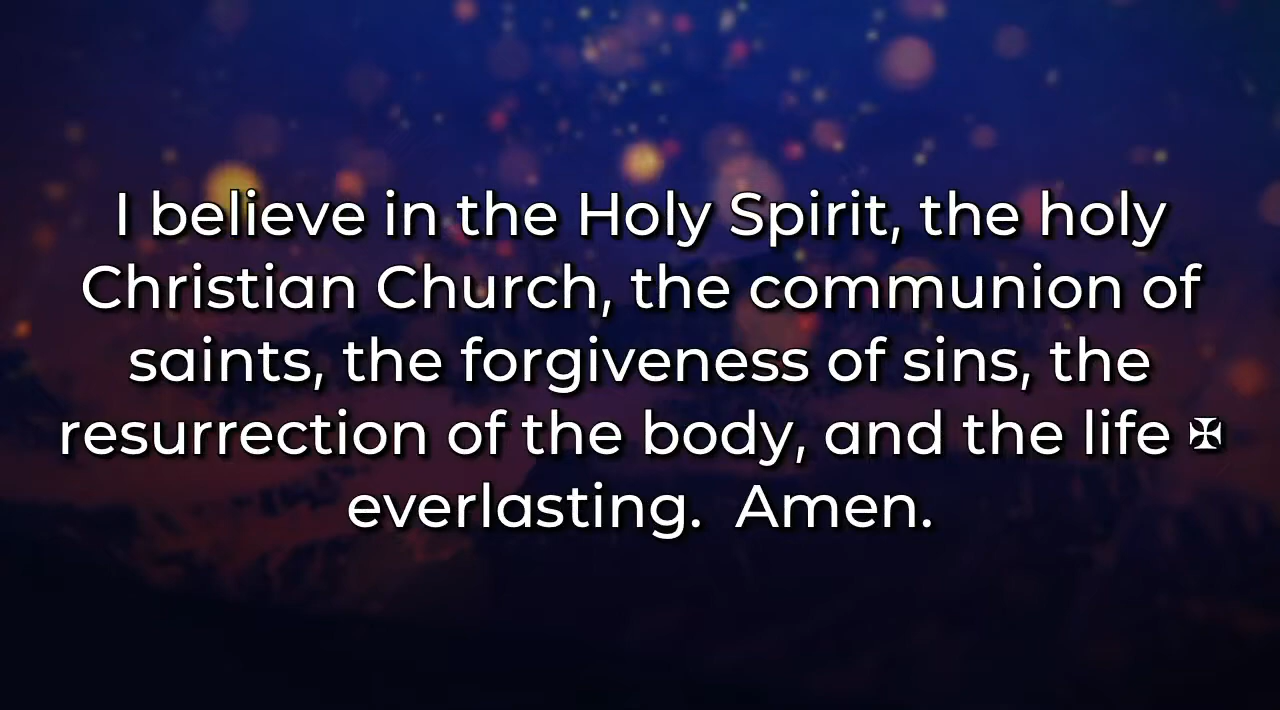 I believe in the Holy Spirit, the holy
Christian Church, the communion of
saints, the forgiveness of sins, the
resurrection of the body, and the life ✠
everlasting.  Amen.